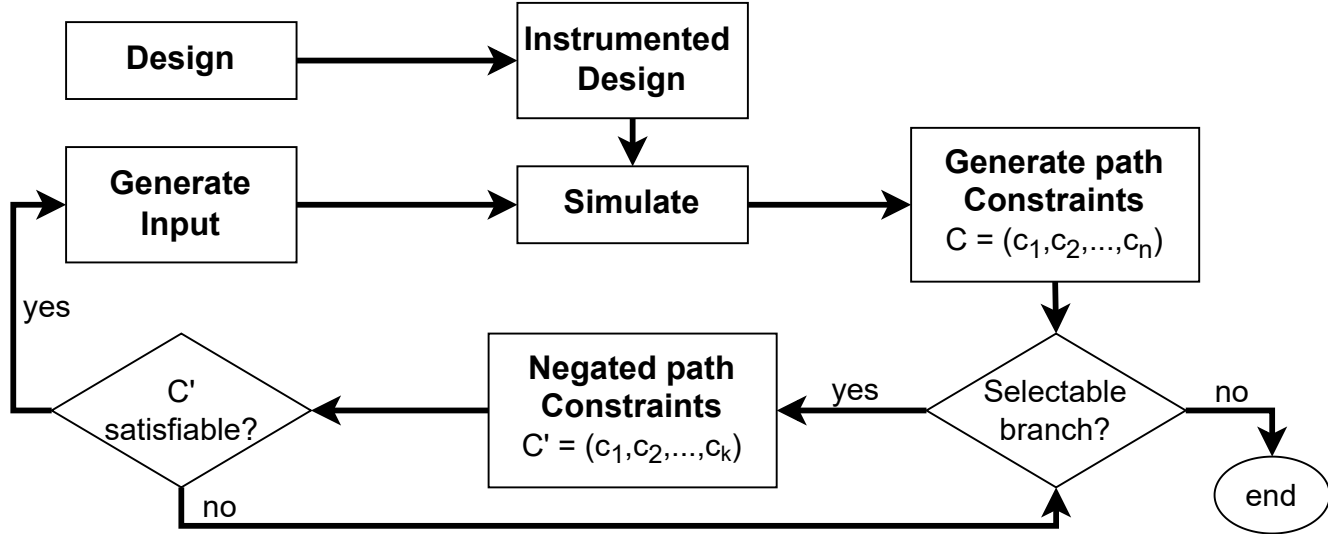 Design
Instrumented
Design
Generate
Input
Simulate
Generate path
Constraints
C = (c₁,c₂,...,cₙ)
yes
C'
satisfiable?
Negated path
Constraints
C' = (c₁,c₂,...,cₖ)
yes
Selectable
branch?
no
no
end